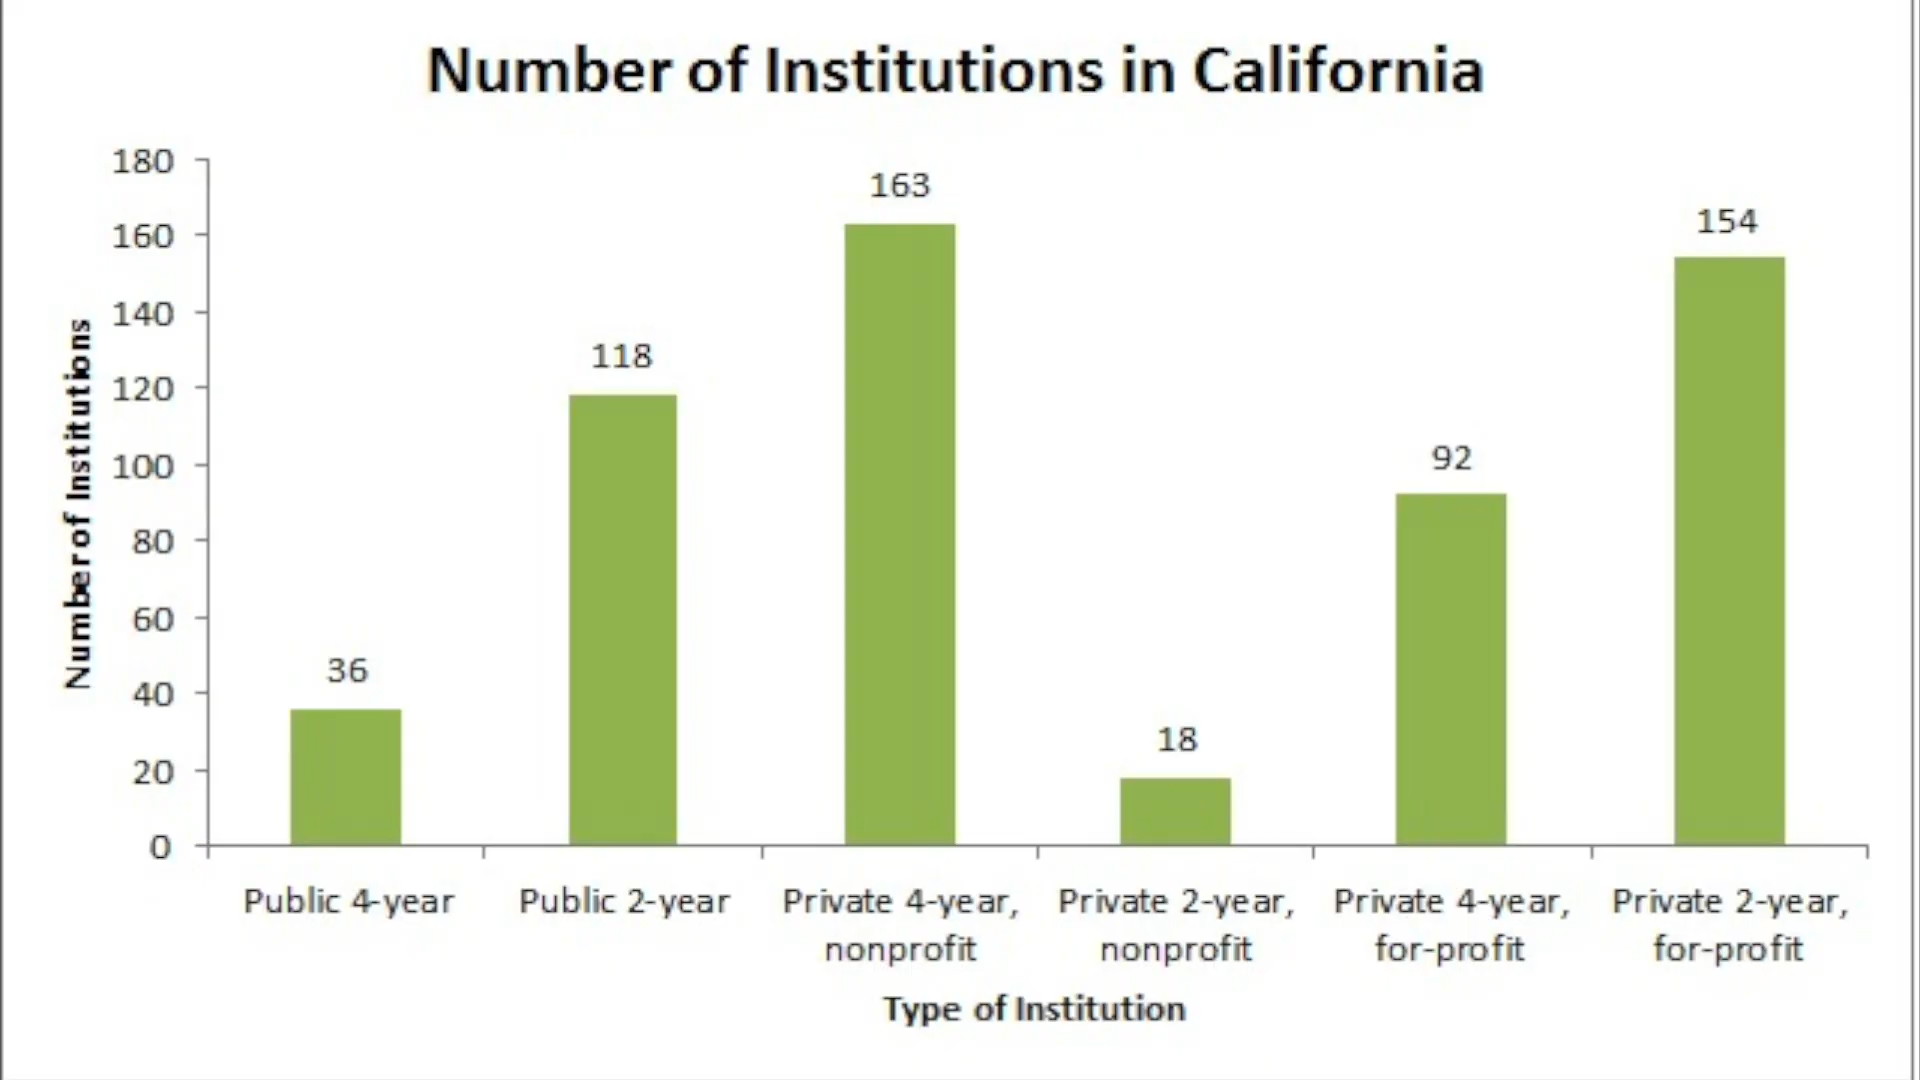 Number of Institutions in California
Number of Institutions
180
160
140
120
100
80
60
40
20
0
36
118
163
18
92
154
Public 4-year
Public 2-year
Private 4-year,
nonprofit
Private 2-year,
nonprofit
Private 4-year,
for-profit
Private 2-year,
for-profit
Type of Institution